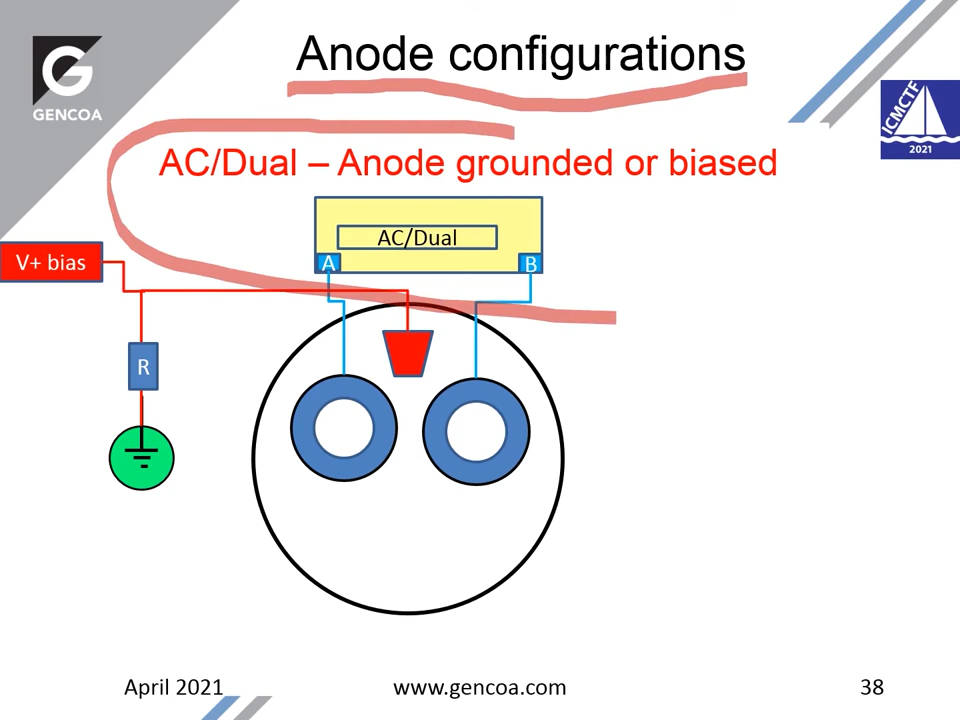 Anode configurations
GENCOA
ICMCTF
2021
AC/Dual – Anode grounded or biased
AC/Dual
V+ bias
A
B
R
April 2021
www.gencoa.com
38